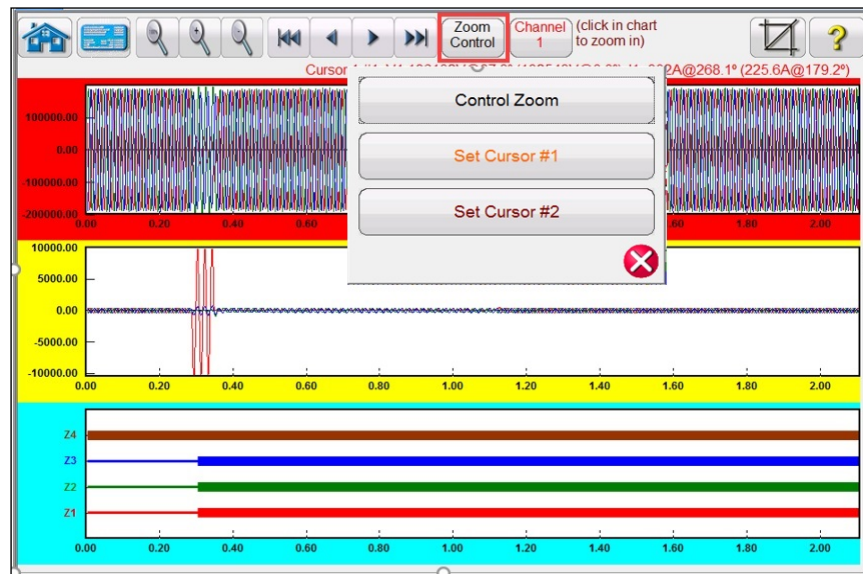 Zoom
Control
Channel
1
(click in chart
to zoom in)
?
Cursor
A@268.1º (225.6A@179.2º)
Control Zoom
Set Cursor #1
Set Cursor #2
100000.00
0.00
-100000.00
-200000.00
0.00 0.20 0.40 0.60 1.80 2.00
10000.00
5000.00
0.00
-5000.00
-10000.00
0.00 0.20 0.40 0.60 0.80 1.00 1.20 1.40 1.60 1.80 2.00
Z4
Z3
Z2
Z1
0.00 0.20 0.40 0.60 0.80 1.00 1.20 1.40 1.60 1.80 2.00